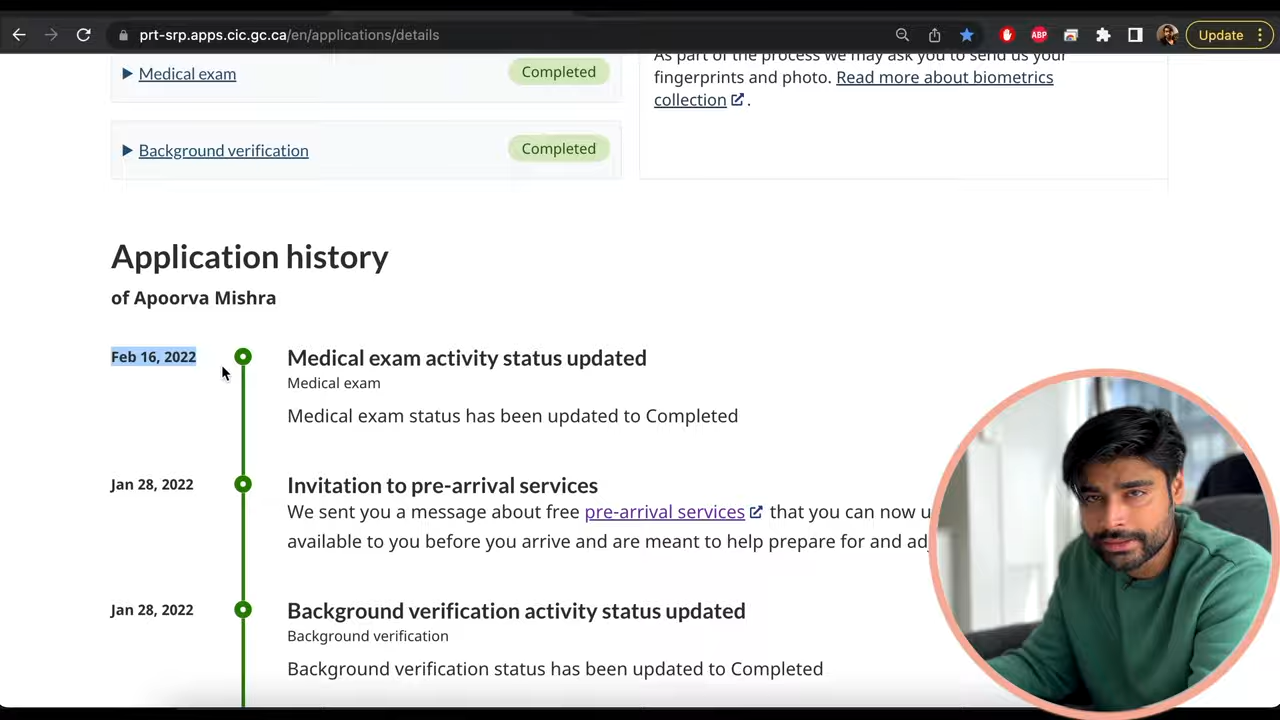 prt-srp.apps.cic.gc.ca/en/applications/details
ABP
Update
Medical exam
Completed
Background verification
Completed
As part of the process we may ask you to send us your
fingerprints and photo. Read more about biometrics
collection .
Application history
of Apoorva Mishra
Feb 16, 2022
Medical exam activity status updated
Medical exam
Medical exam status has been updated to Completed
Jan 28, 2022
Invitation to pre-arrival services
We sent you a message about free pre-arrival services that you can now u
available to you before you arrive and are meant to help prepare for and adj
Jan 28, 2022
Background verification activity status updated
Background verification
Background verification status has been updated to Completed